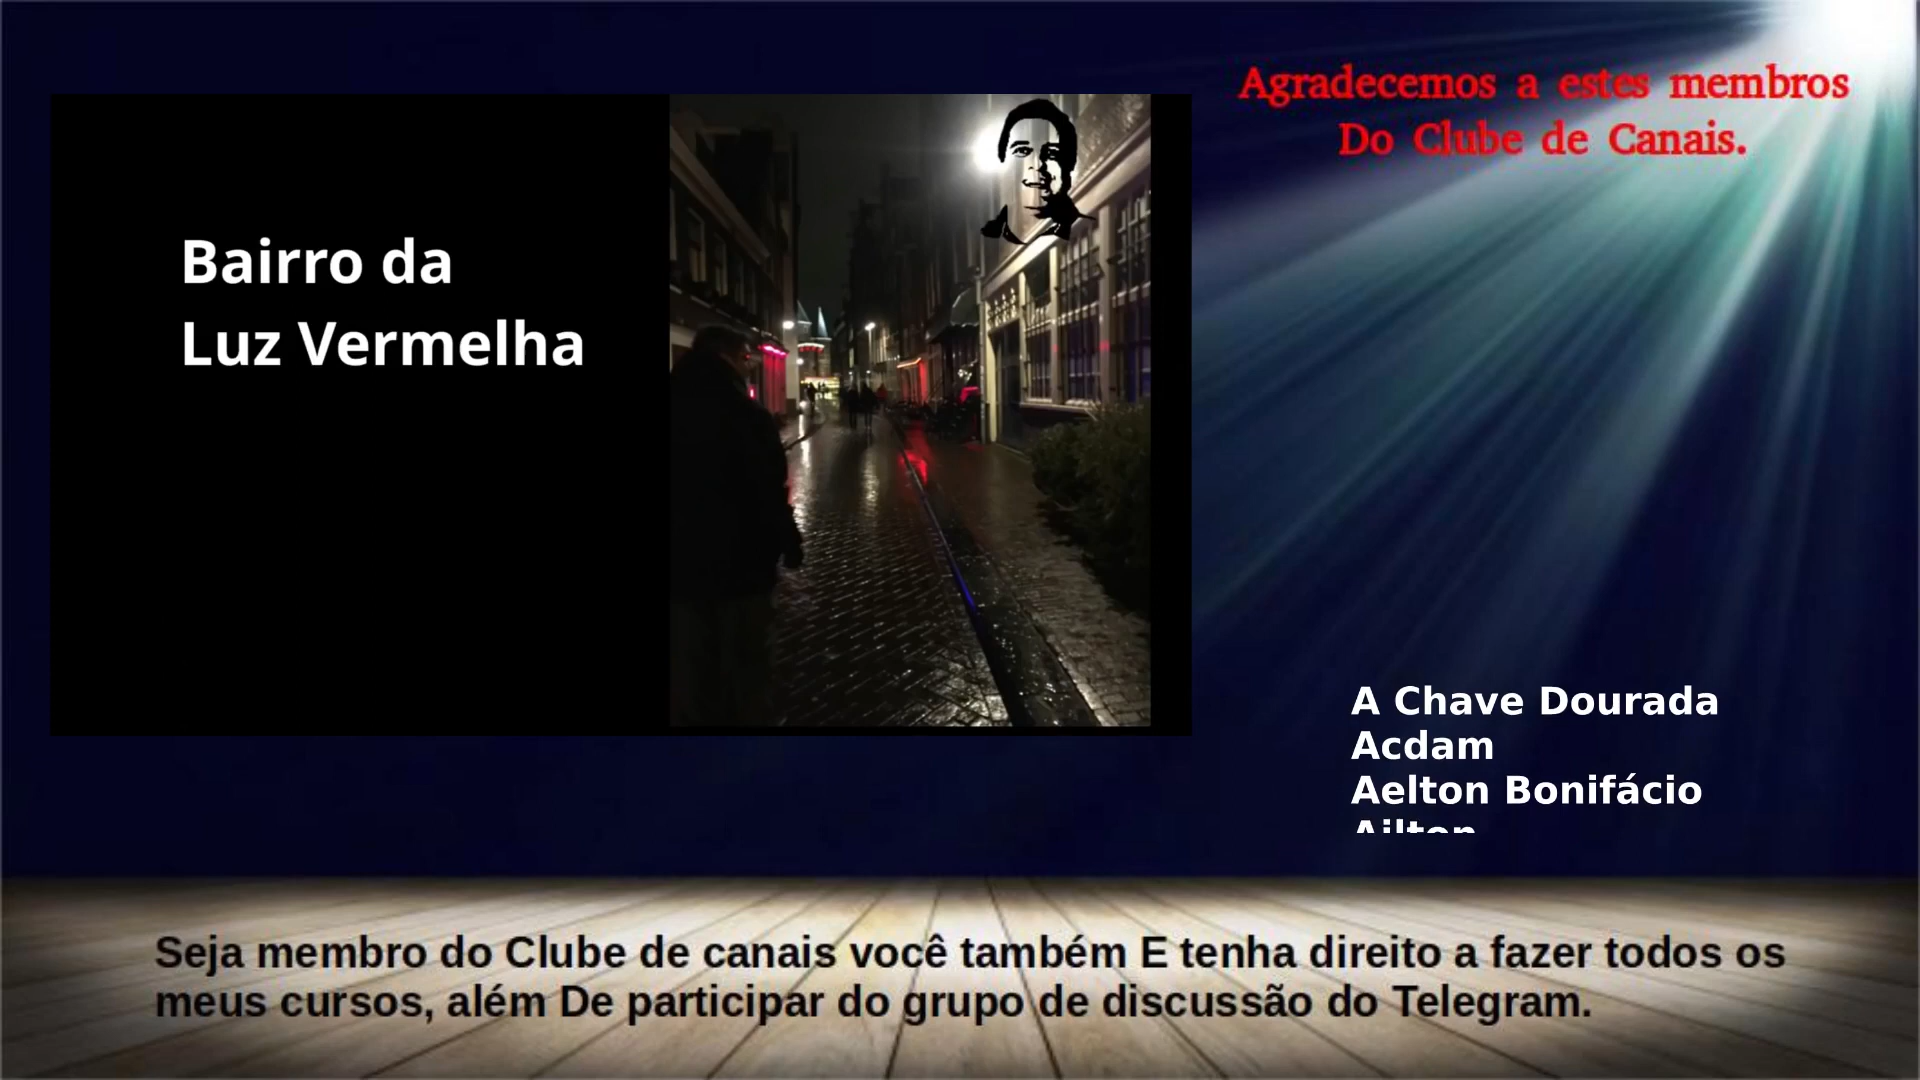 Agradecemos a estes membros
Do Clube de Canais.
Bairro da
Luz Vermelha
A Chave Dourada
Acdam
Aelton Bonifácio
Ailton
Seja membro do Clube de canais você também E tenha direito a fazer todos os
meus cursos, além De participar do grupo de discussão do Telegram.